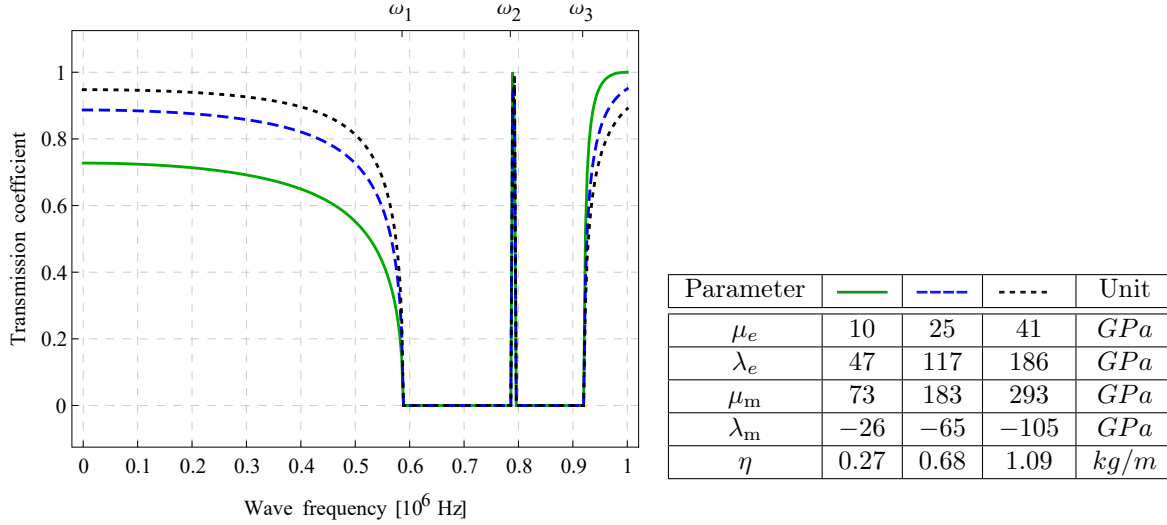 ω₁ ω₂ ω₃
1
0.8
0.6
0.4
0.2
0
Transmission coefficient
0 0.1 0.2 0.3 0.4 0.5 0.6 0.7 0.8 0.9 1
Wave frequency [10⁶ Hz]
Parameter Unit
μₑ 10 25 41 GPa
λₑ 47 117 186 GPa
μₘ 73 183 293 GPa
λₘ −26 −65 −105 GPa
η 0.27 0.68 1.09 kg/m